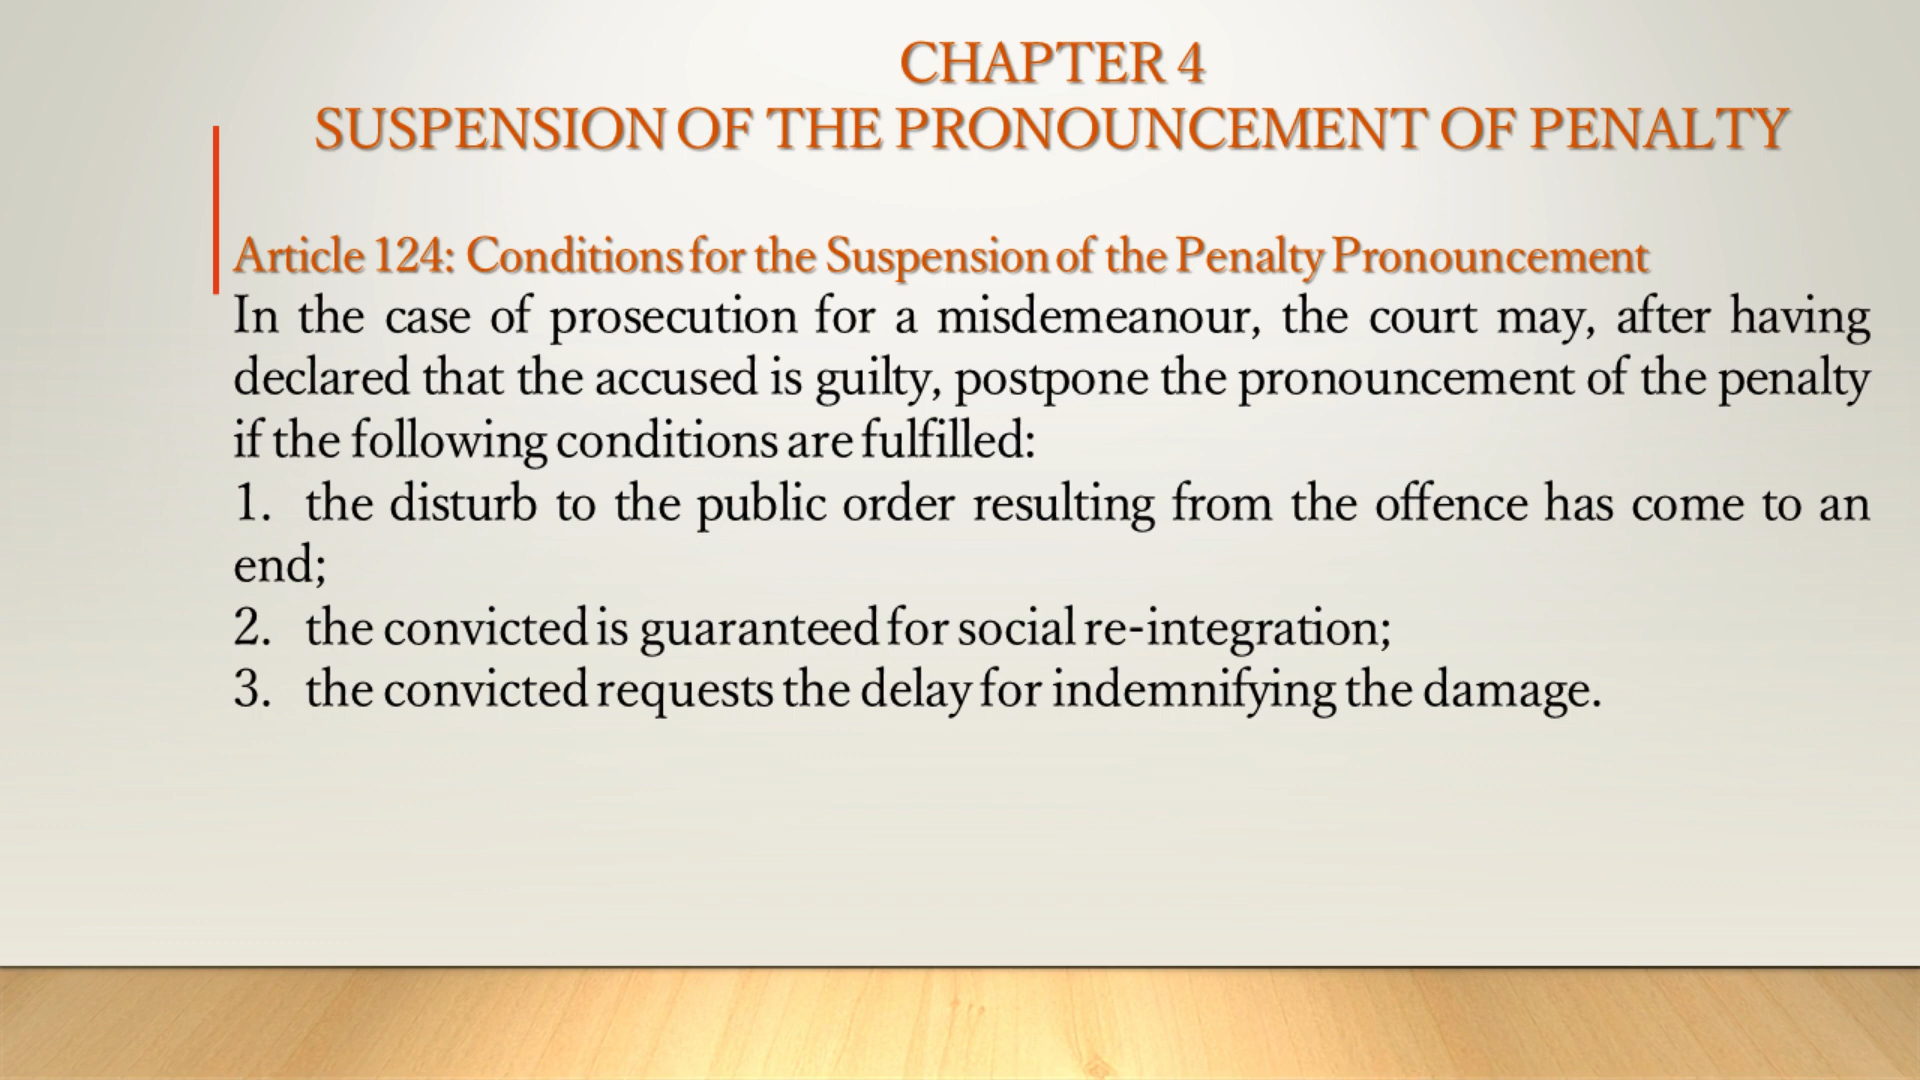 CHAPTER 4
SUSPENSION OF THE PRONOUNCEMENT OF PENALTY
Article 124: Conditions for the Suspension of the Penalty Pronouncement
In the case of prosecution for a misdemeanour, the court may, after having
declared that the accused is guilty, postpone the pronouncement of the penalty
if the following conditions are fulfilled:
1. the disturb to the public order resulting from the offence has come to an
end;
2. the convicted is guaranteed for social re-integration;
3. the convicted requests the delay for indemnifying the damage.